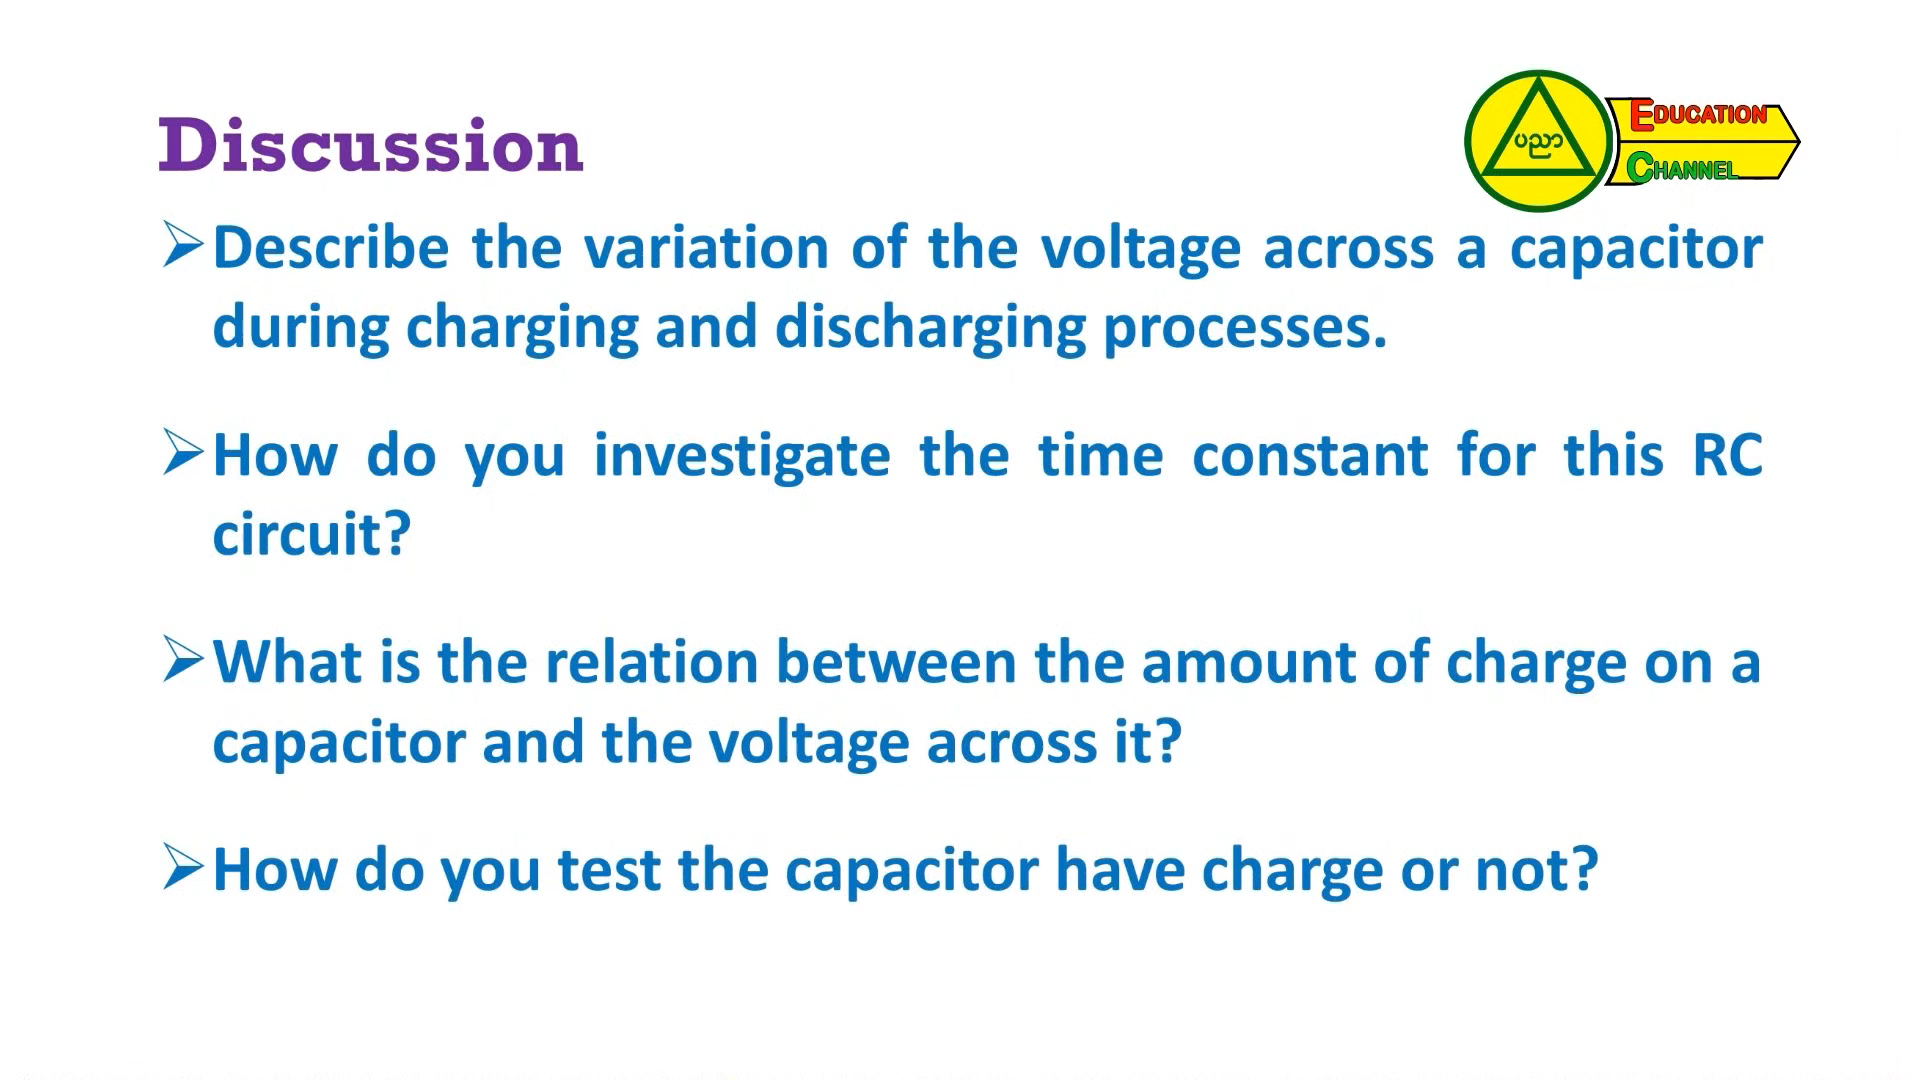 Discussion
ပညာ
EDUCATION
CHANNEL
➢Describe the variation of the voltage across a capacitor
during charging and discharging processes.
➢How do you investigate the time constant for this RC
circuit?
➢What is the relation between the amount of charge on a
capacitor and the voltage across it?
➢How do you test the capacitor have charge or not?